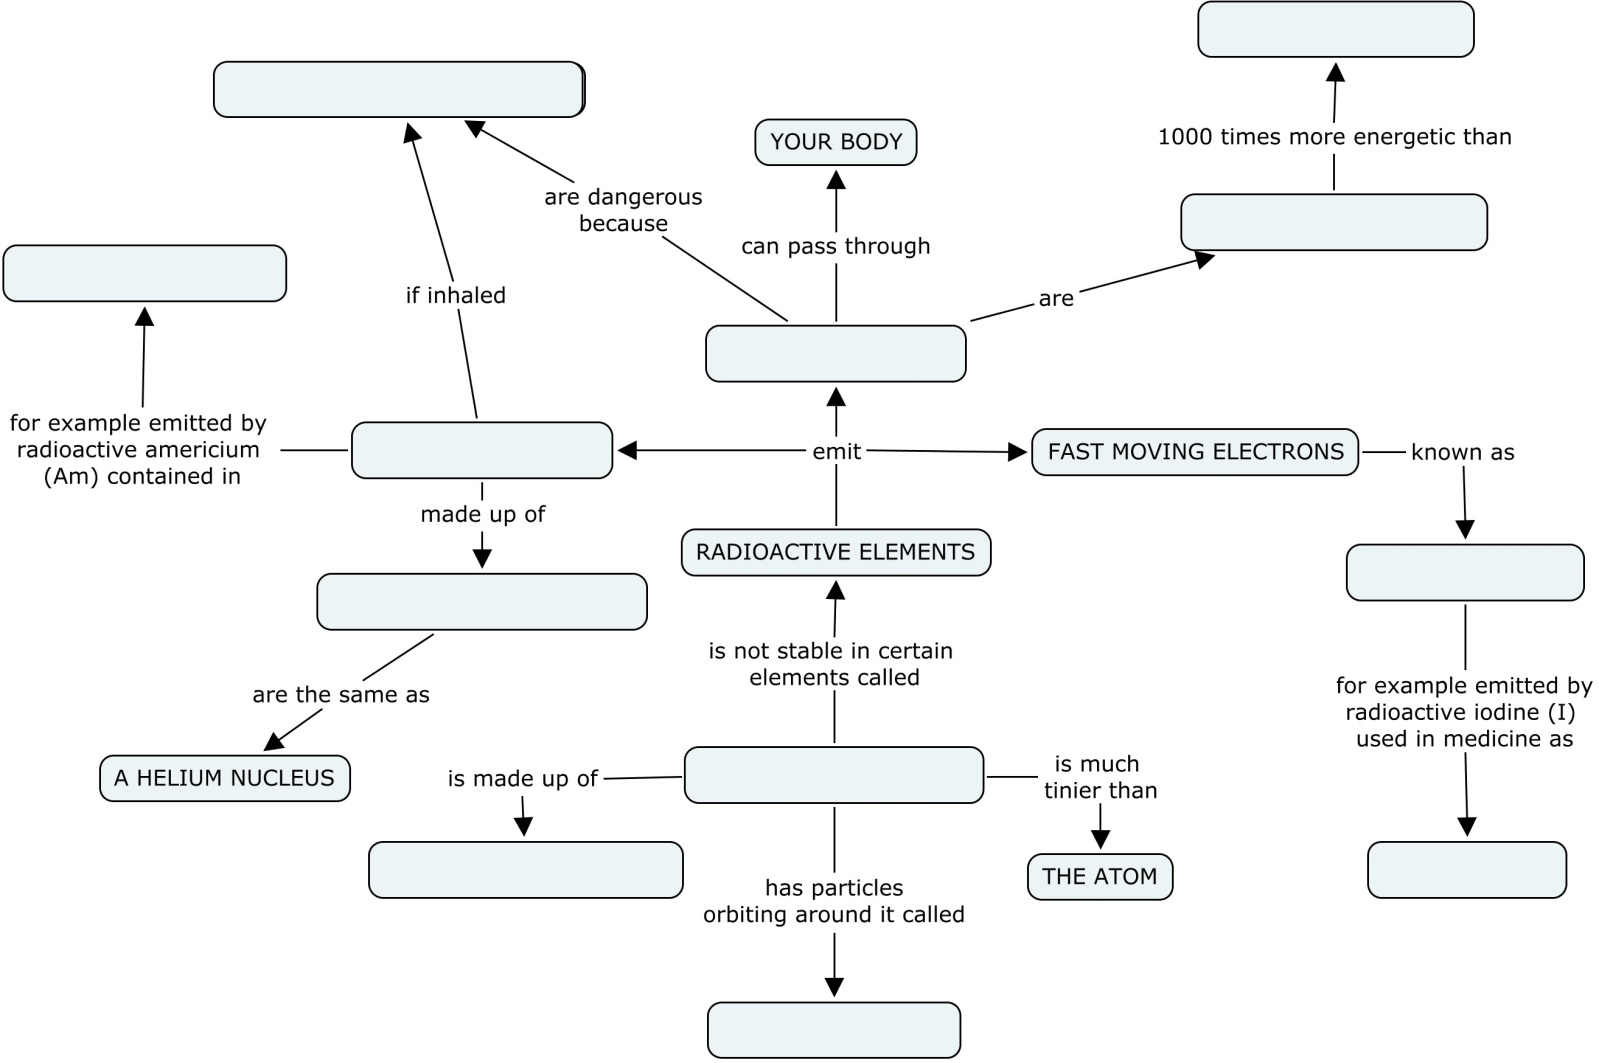 1000 times more energetic than
YOUR BODY
are dangerous
because
can pass through
if inhaled
are
for example emitted by
radioactive americium
(Am) contained in
emit
FAST MOVING ELECTRONS
known as
made up of
RADIOACTIVE ELEMENTS
is not stable in certain
elements called
are the same as
for example emitted by
radioactive iodine (I)
used in medicine as
A HELIUM NUCLEUS
is made up of
is much
tinier than
THE ATOM
has particles
orbiting around it called